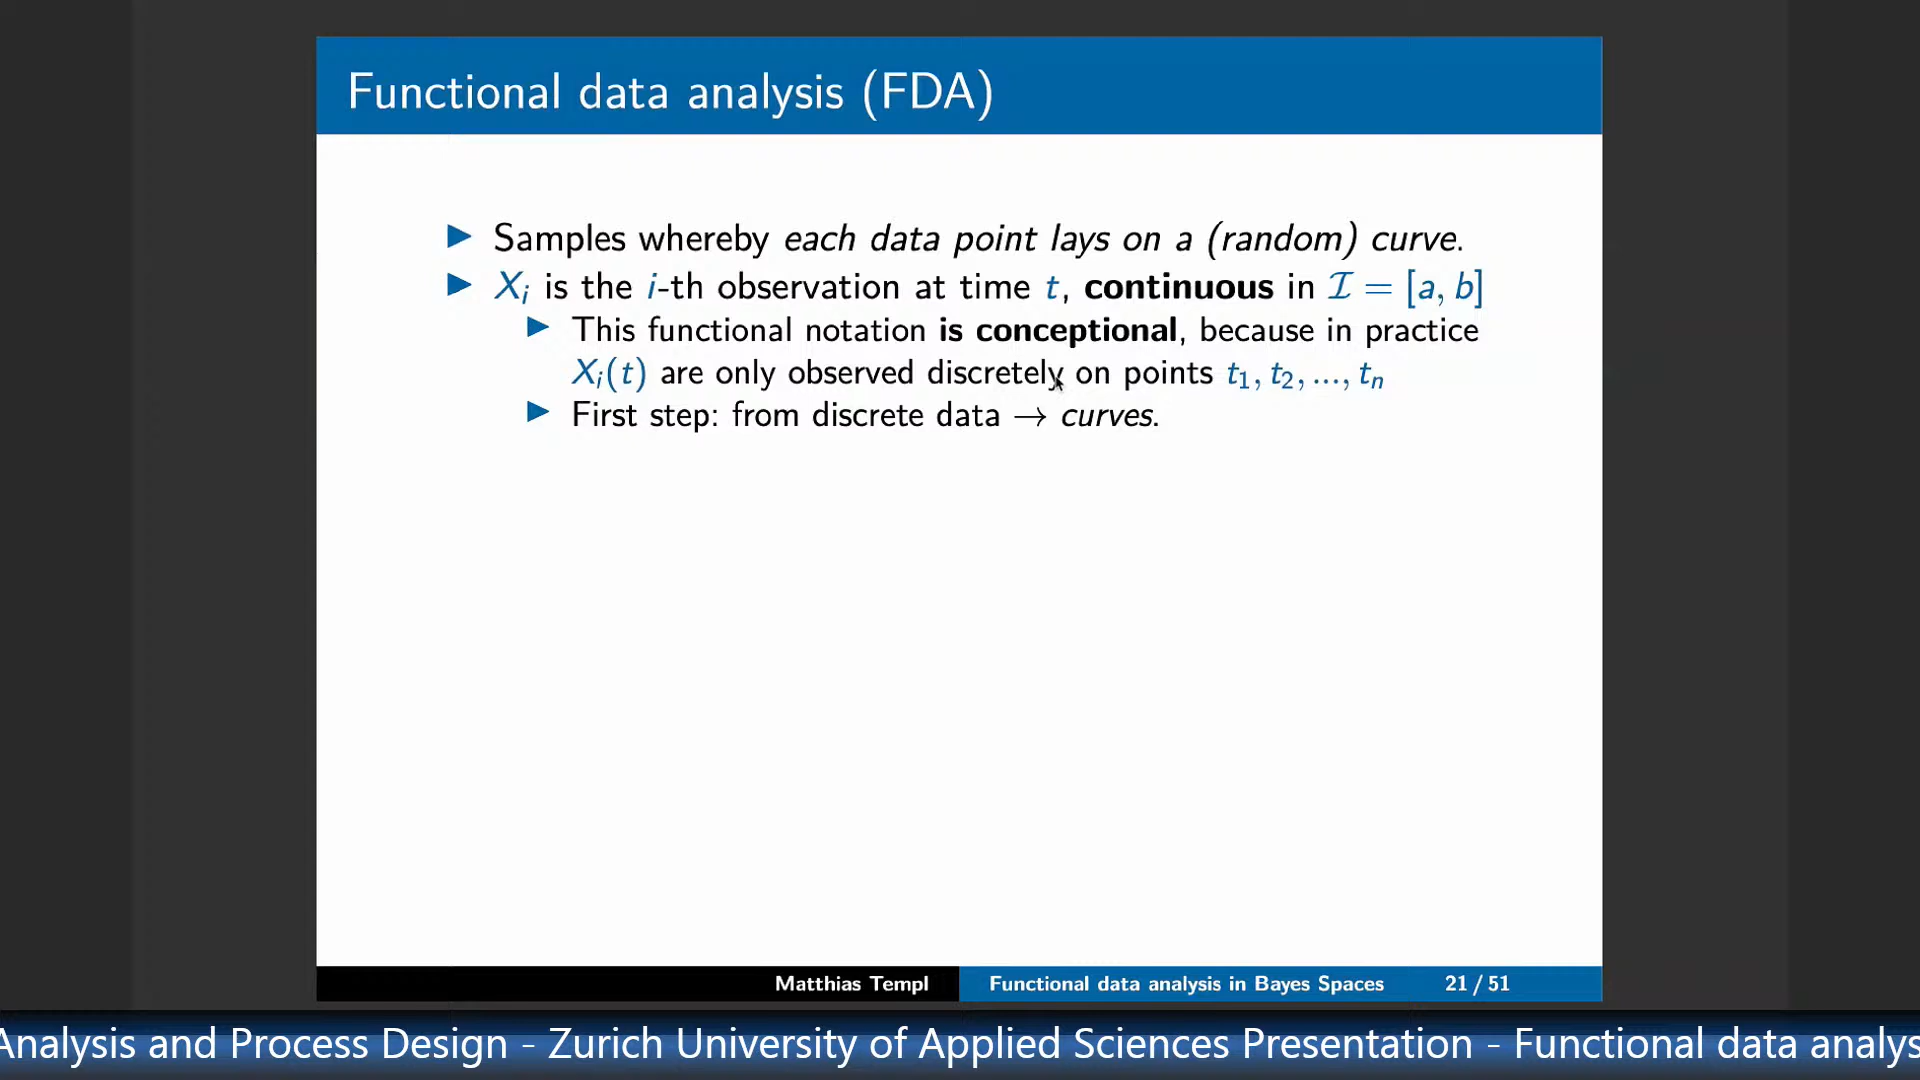 Functional data analysis (FDA)
▶ Samples whereby each data point lays on a (random) curve.
▶ Xᵢ is the i-th observation at time t, continuous in ℐ = [a, b]
▶ This functional notation is conceptional, because in practice
Xᵢ(t) are only observed discretely on points t₁, t₂, ..., tₙ
▶ First step: from discrete data → curves.
Matthias Templ Functional data analysis in Bayes Spaces 21 / 51
Analysis and Process Design - Zurich University of Applied Sciences Presentation - Functional data analys